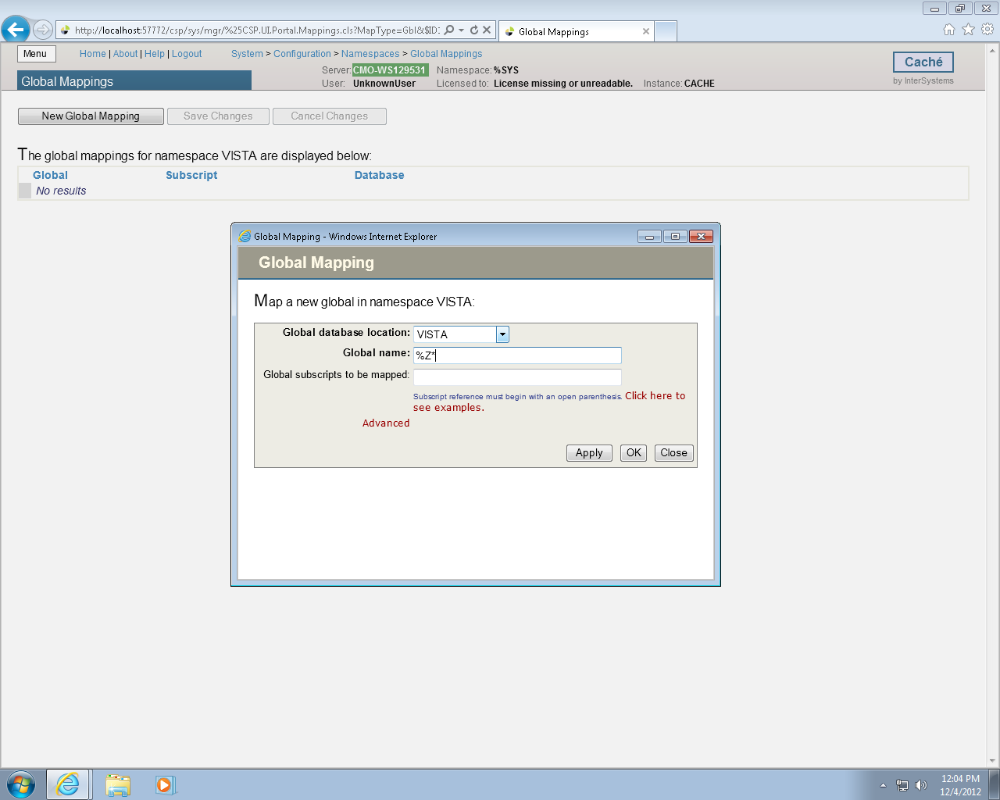 http://localhost:57772/csp/sys/mgr/%25CSP.UI.Portal.Mappings.cls?MapType=Gbl&$ID:
Global Mappings
Menu
Home | About | Help | Logout
System > Configuration > Namespaces > Global Mappings
Server: CMO-WS129531 Namespace: %SYS
User: UnknownUser Licensed to: License missing or unreadable. Instance: CACHE
Global Mappings
Caché
by InterSystems
New Global Mapping
Save Changes
Cancel Changes
The global mappings for namespace VISTA are displayed below:
Global Subscript Database
No results
Global Mapping - Windows Internet Explorer
Global Mapping
Map a new global in namespace VISTA:
Global database location: VISTA
Global name: %Z*
Global subscripts to be mapped:
Subscript reference must begin with an open parenthesis. Click here to
see examples.
Advanced
Apply OK Close
12:04 PM
12/4/2012